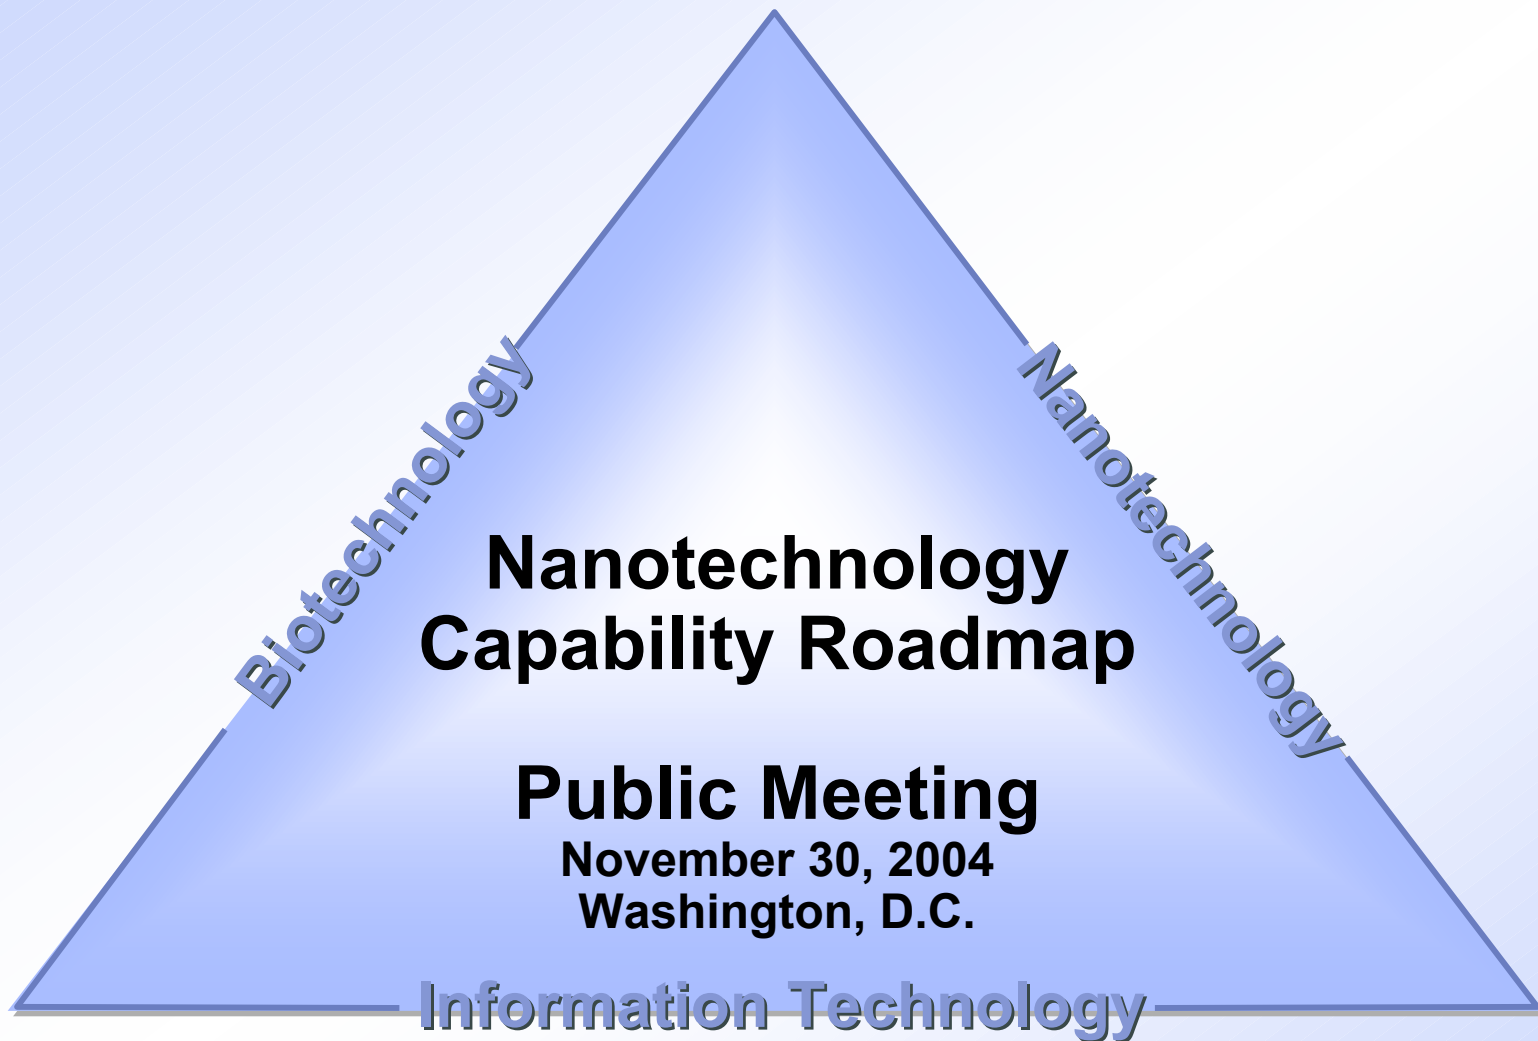 Biotechnology
Nanotechnology
Nanotechnology
Capability Roadmap
Public Meeting
November 30, 2004
Washington, D.C.
Information Technology